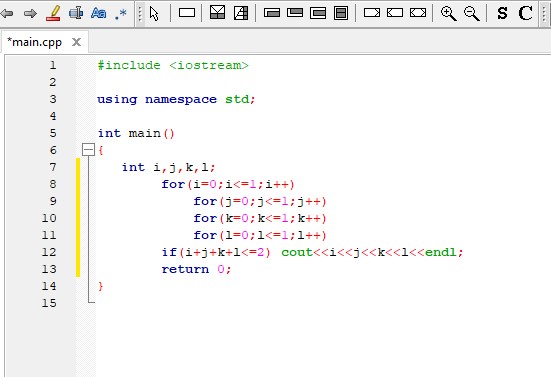 .*
S C
*main.cpp X
1 #include <iostream>
2
3 using namespace std;
4
5 int main()
6 {
7 int i,j,k,l;
8 for(i=0;i<=1;i++)
9 for(j=0;j<=1;j++)
10 for(k=0;k<=1;k++)
11 for(l=0;l<=1;l++)
12 if(i+j+k+l<=2) cout<<i<<j<<k<<l<<endl;
13 return 0;
14 }
15